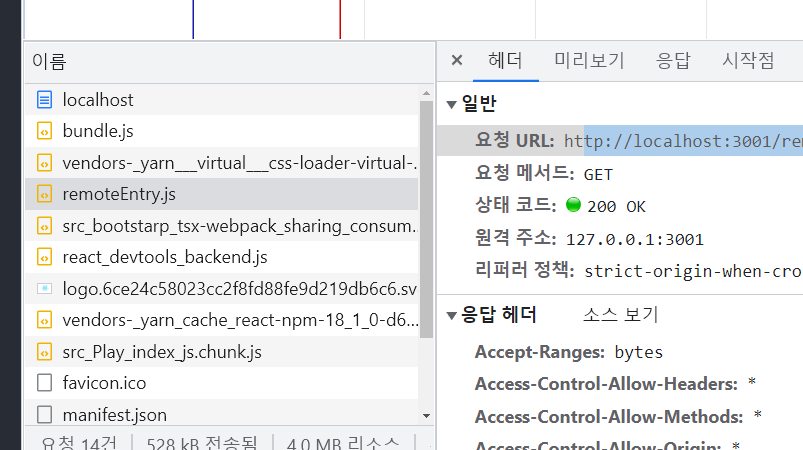 이름
localhost
bundle.js
vendors-_yarn___virtual___css-loader-virtual-...
remoteEntry.js
src_bootstarp_tsx-webpack_sharing_consum...
react_devtools_backend.js
logo.6ce24c58023cc2f8fd88fe9d219db6c6.sv
vendors-_yarn_cache_react-npm-18_1_0-d6...
src_Play_index_js.chunk.js
favicon.ico
manifest.json
요청 14건 528 kB 전송됨 4.0 MB 리소스
× 헤더 미리보기 응답 시작점
▼ 일반
요청 URL: http://localhost:3001/rem
요청 메서드: GET
상태 코드: 200 OK
원격 주소: 127.0.0.1:3001
리퍼러 정책: strict-origin-when-cro
▼ 응답 헤더 소스 보기
Accept-Ranges: bytes
Access-Control-Allow-Headers: *
Access-Control-Allow-Methods: *
Access-Control-Allow-Origin: *